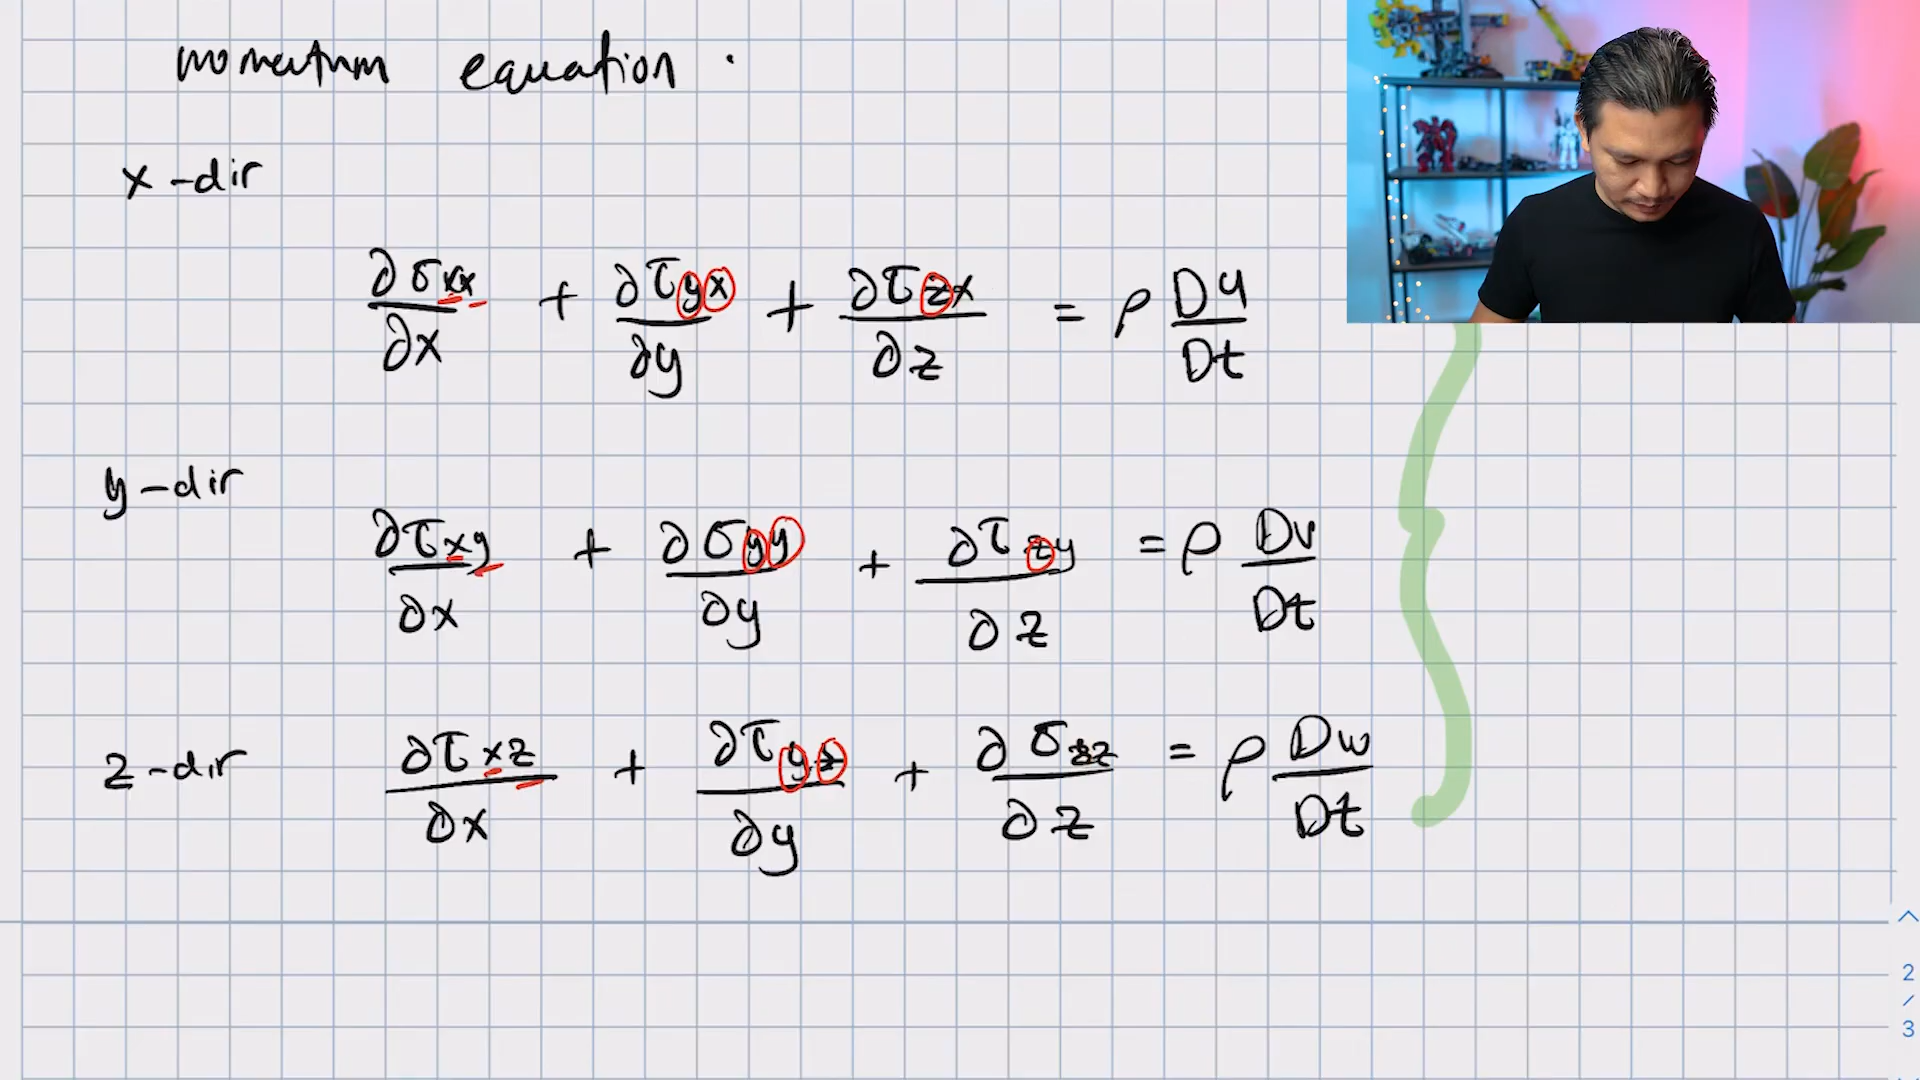 momentum equation .
x-dir
∂σxx/∂x + ∂τyx/∂y + ∂τzx/∂z = ρ Du/Dt
y-dir
∂τxy/∂x + ∂σyy/∂y + ∂τzy/∂z = ρ Dv/Dt
z-dir
∂τxz/∂x + ∂τyz/∂y + ∂σzz/∂z = ρ Dw/Dt
2
/
3